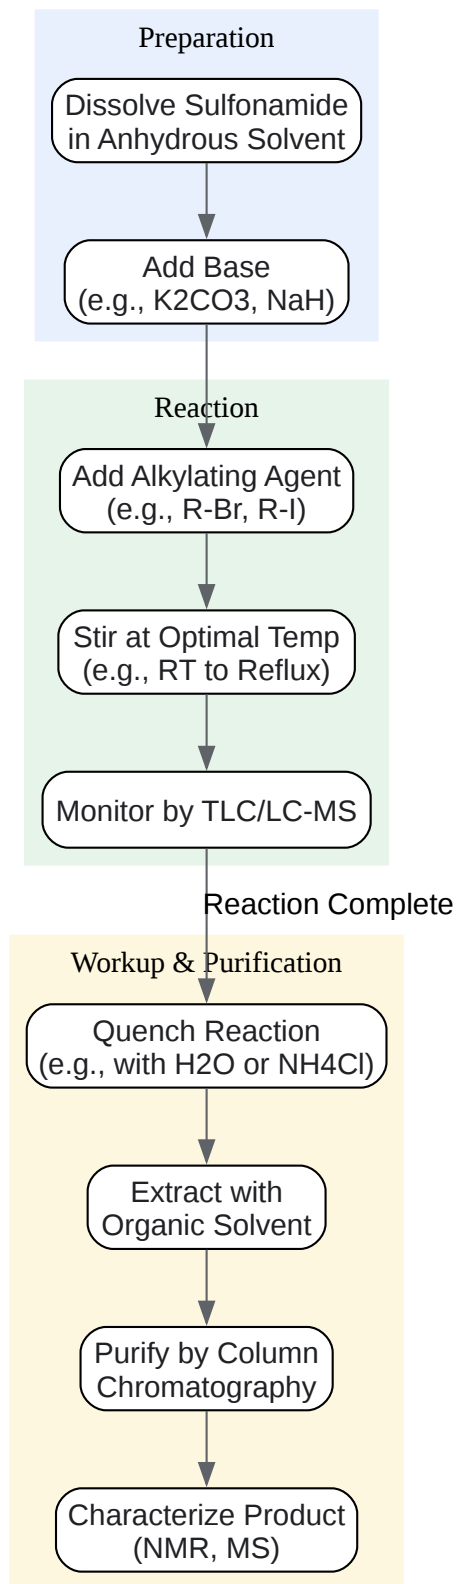 Preparation
Dissolve Sulfonamide
in Anhydrous Solvent
Add Base
(e.g., K2CO3, NaH)
Reaction
Add Alkylating Agent
(e.g., R-Br, R-I)
Stir at Optimal Temp
(e.g., RT to Reflux)
Monitor by TLC/LC-MS
Reaction Complete
Workup & Purification
Quench Reaction
(e.g., with H2O or NH4Cl)
Extract with
Organic Solvent
Purify by Column
Chromatography
Characterize Product
(NMR, MS)